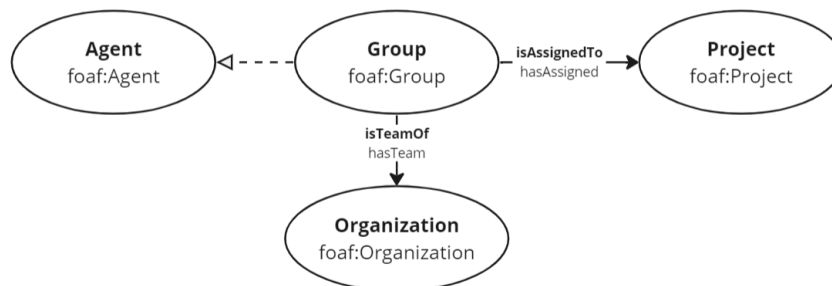 Agent
foaf:Agent
Group
foaf:Group
isAssignedTo
hasAssigned
Project
foaf:Project
isTeamOf
hasTeam
Organization
foaf:Organization